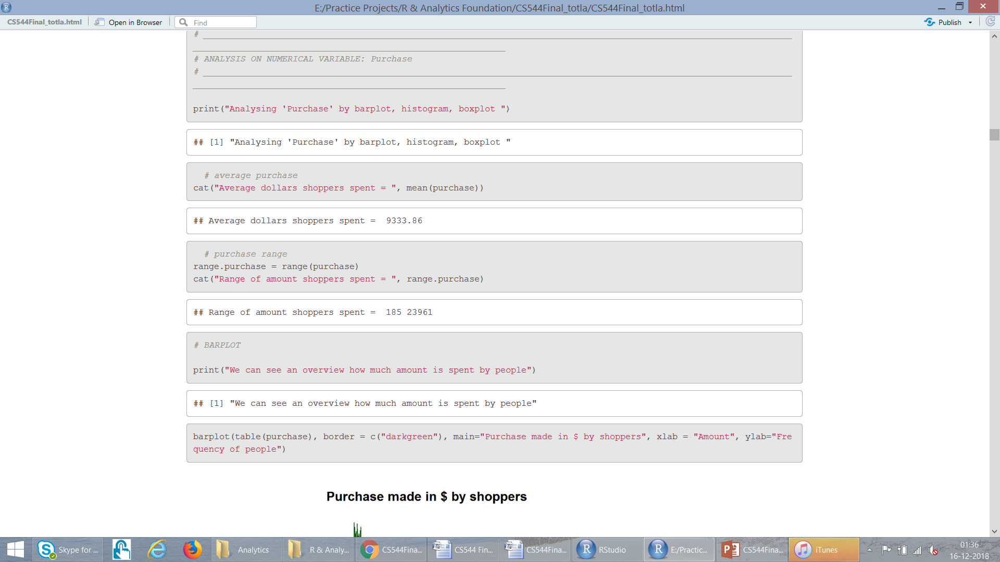 E:/Practice Projects/R & Analytics Foundation/CS544Final_totla/CS544Final_totla.html
CS544Final_totla.html
Open in Browser
Find
Publish
# ____________________________________________________________
____________________________________________________________
# ANALYSIS ON NUMERICAL VARIABLE: Purchase
# ____________________________________________________________
____________________________________________________________
print("Analysing 'Purchase' by barplot, histogram, boxplot ")
## [1] "Analysing 'Purchase' by barplot, histogram, boxplot "
# average purchase
cat("Average dollars shoppers spent = ", mean(purchase))
## Average dollars shoppers spent =  9333.86
# purchase range
range.purchase = range(purchase)
cat("Range of amount shoppers spent = ", range.purchase)
## Range of amount shoppers spent =  185 23961
# BARPLOT
print("We can see an overview how much amount is spent by people")
## [1] "We can see an overview how much amount is spent by people"
barplot(table(purchase), border = c("darkgreen"), main="Purchase made in $ by shoppers", xlab = "Amount", ylab="Fre
quency of people")
Purchase made in $ by shoppers
Skype for ...
Analytics
R & Analy...
CS544Fina...
CS544 Fin...
CS544Fina...
RStudio
E:/Practic...
CS544Fina...
iTunes
01:36
16-12-2018